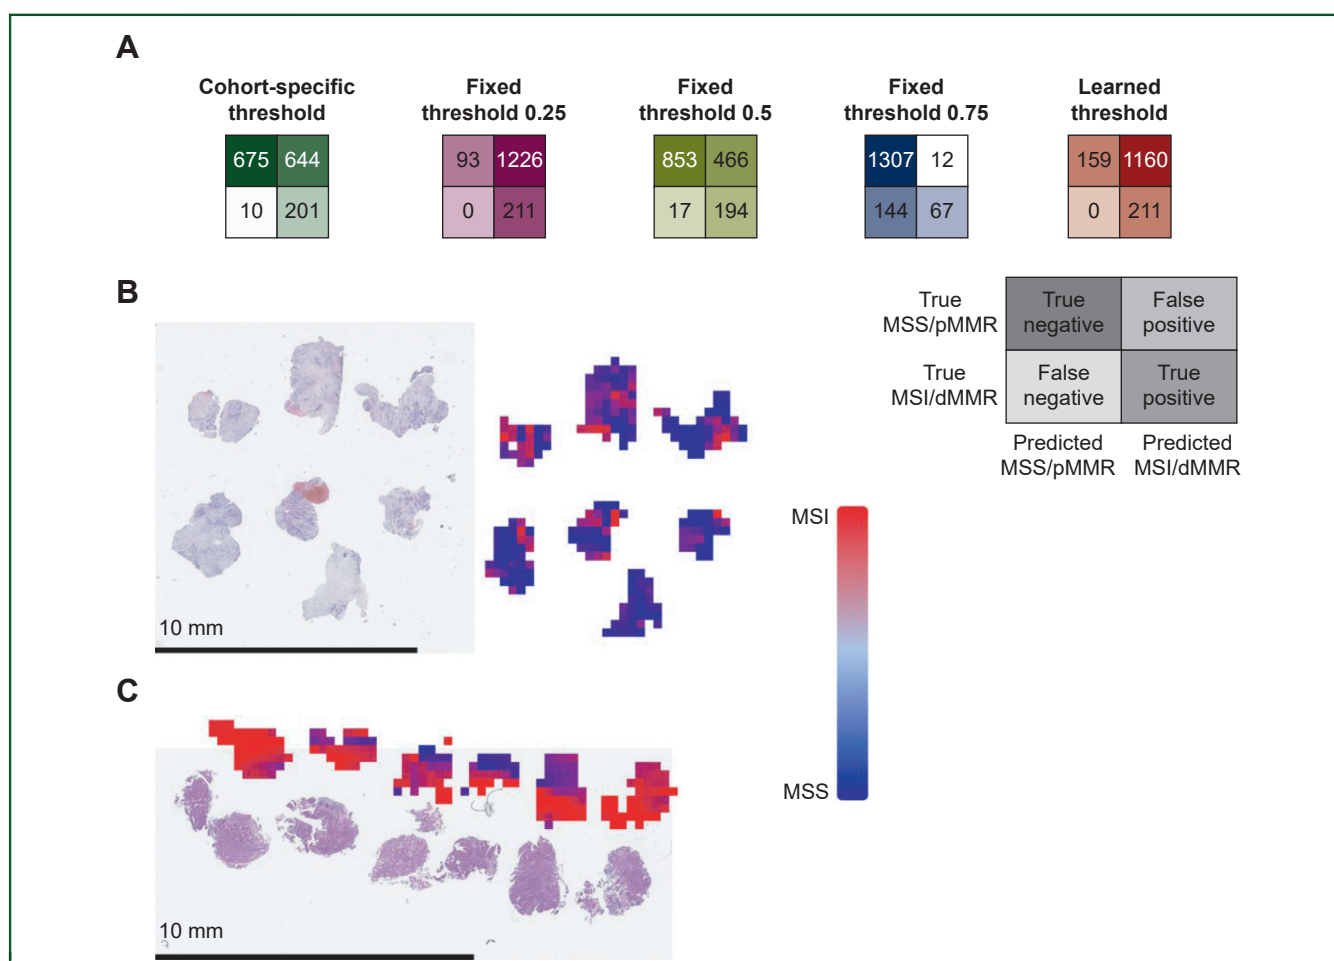 A
Cohort-specific
threshold
Fixed
threshold 0.25
Fixed
threshold 0.5
Fixed
threshold 0.75
Learned
threshold
675 644
10 201
93 1226
0 211
853 466
17 194
1307 12
144 67
159 1160
0 211
True
MSS/pMMR
True
negative
False
positive
True
MSI/dMMR
False
negative
True
positive
Predicted
MSS/pMMR
Predicted
MSI/dMMR
B
10 mm
MSI
MSS
C
10 mm